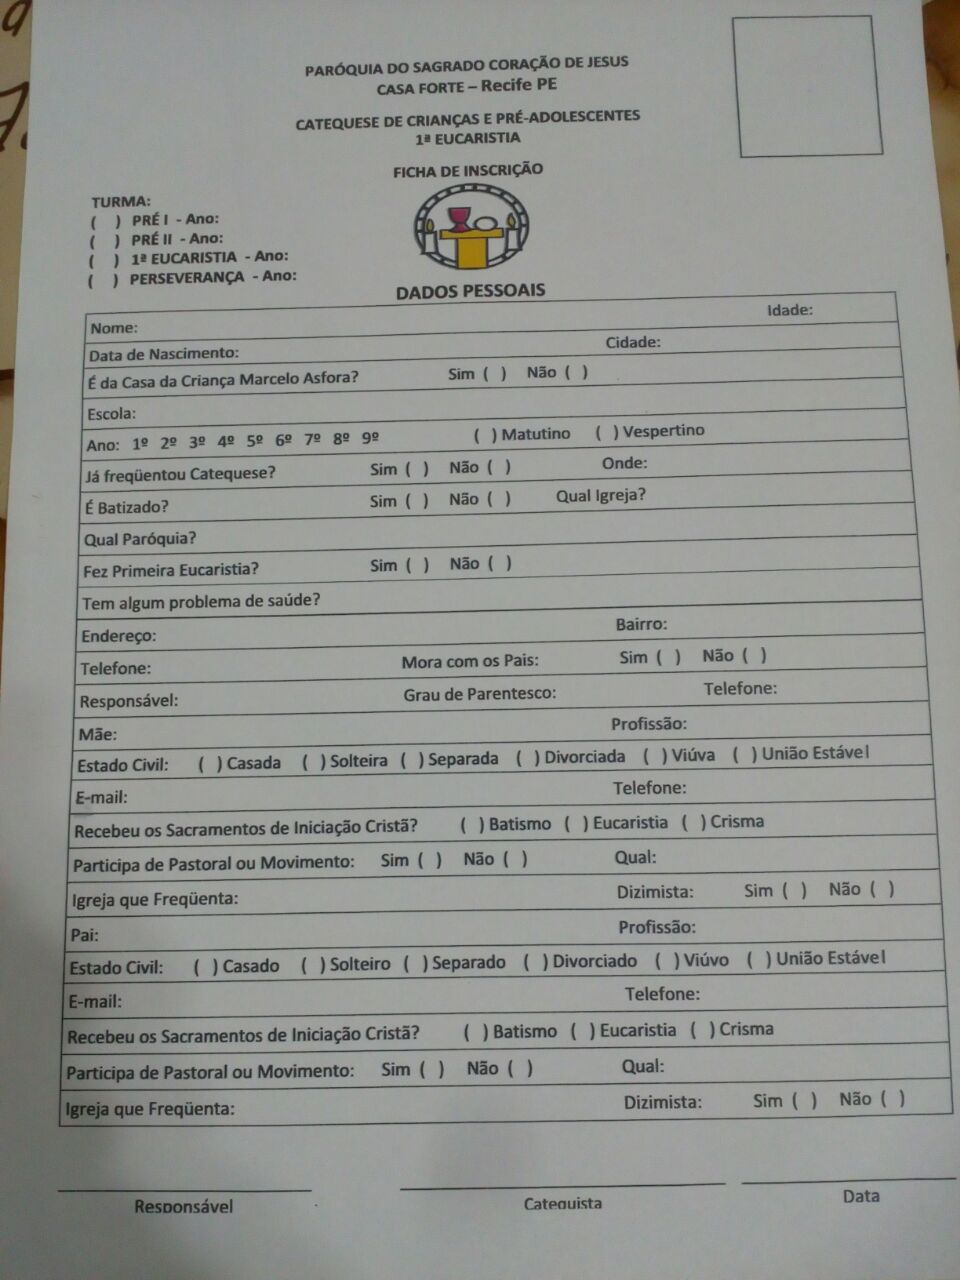 PARÓQUIA DO SAGRADO CORAÇÃO DE JESUS
CASA FORTE – Recife PE
CATEQUESE DE CRIANÇAS E PRÉ-ADOLESCENTES
1ª EUCARISTIA
FICHA DE INSCRIÇÃO
TURMA:
( ) PRÉ I - Ano:
( ) PRÉ II - Ano:
( ) 1ª EUCARISTIA - Ano:
( ) PERSEVERANÇA - Ano:
DADOS PESSOAIS
Nome: Idade:
Data de Nascimento: Cidade:
É da Casa da Criança Marcelo Asfora? Sim ( ) Não ( )
Escola:
Ano: 1º 2º 3º 4º 5º 6º 7º 8º 9º ( ) Matutino ( ) Vespertino
Já freqüentou Catequese? Sim ( ) Não ( ) Onde:
É Batizado? Sim ( ) Não ( ) Qual Igreja?
Qual Paróquia?
Fez Primeira Eucaristia? Sim ( ) Não ( )
Tem algum problema de saúde?
Endereço: Bairro:
Telefone: Mora com os Pais: Sim ( ) Não ( )
Responsável: Grau de Parentesco: Telefone:
Mãe: Profissão:
Estado Civil: ( ) Casada ( ) Solteira ( ) Separada ( ) Divorciada ( ) Viúva ( ) União Estável
E-mail: Telefone:
Recebeu os Sacramentos de Iniciação Cristã? ( ) Batismo ( ) Eucaristia ( ) Crisma
Participa de Pastoral ou Movimento: Sim ( ) Não ( ) Qual:
Igreja que Freqüenta: Dizimista: Sim ( ) Não ( )
Pai: Profissão:
Estado Civil: ( ) Casado ( ) Solteiro ( ) Separado ( ) Divorciado ( ) Viúvo ( ) União Estável
E-mail: Telefone:
Recebeu os Sacramentos de Iniciação Cristã? ( ) Batismo ( ) Eucaristia ( ) Crisma
Participa de Pastoral ou Movimento: Sim ( ) Não ( ) Qual:
Igreja que Freqüenta: Dizimista: Sim ( ) Não ( )
Responsável Catequista Data